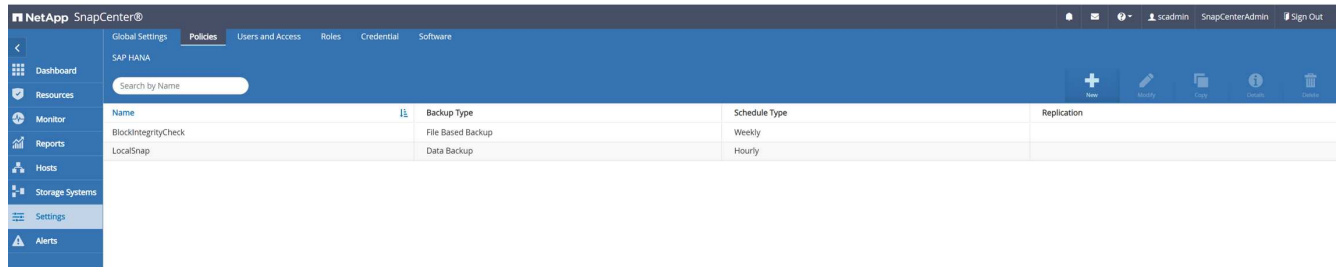 NetApp SnapCenter®
scadmin SnapCenterAdmin Sign Out
Global Settings Policies Users and Access Roles Credential Software
SAP HANA
Dashboard
Resources
Monitor
Reports
Hosts
Storage Systems
Settings
Alerts
Search by Name
New Modify Copy Details Delete
Name Backup Type Schedule Type Replication
BlockIntegrityCheck File Based Backup Weekly
LocalSnap Data Backup Hourly